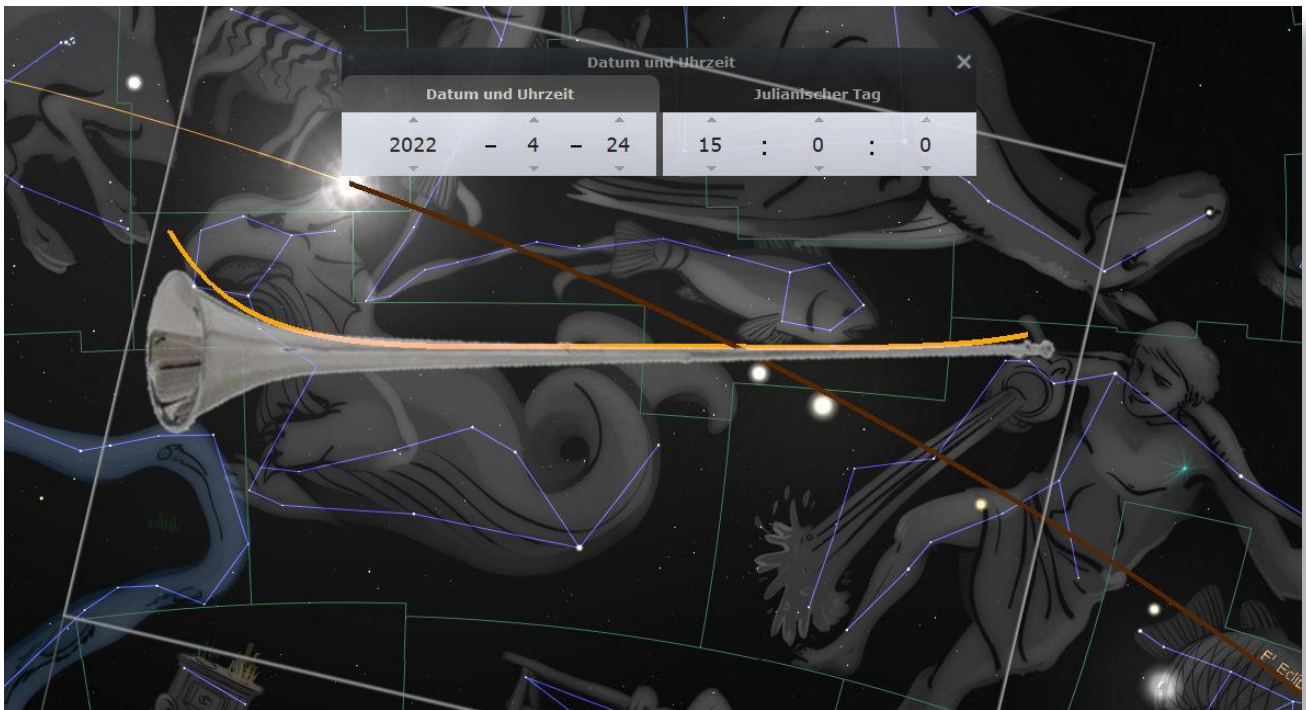 Datum und Uhrzeit
Datum und Uhrzeit
Julianischer Tag
2022 – 4 – 24 15 : 0 : 0